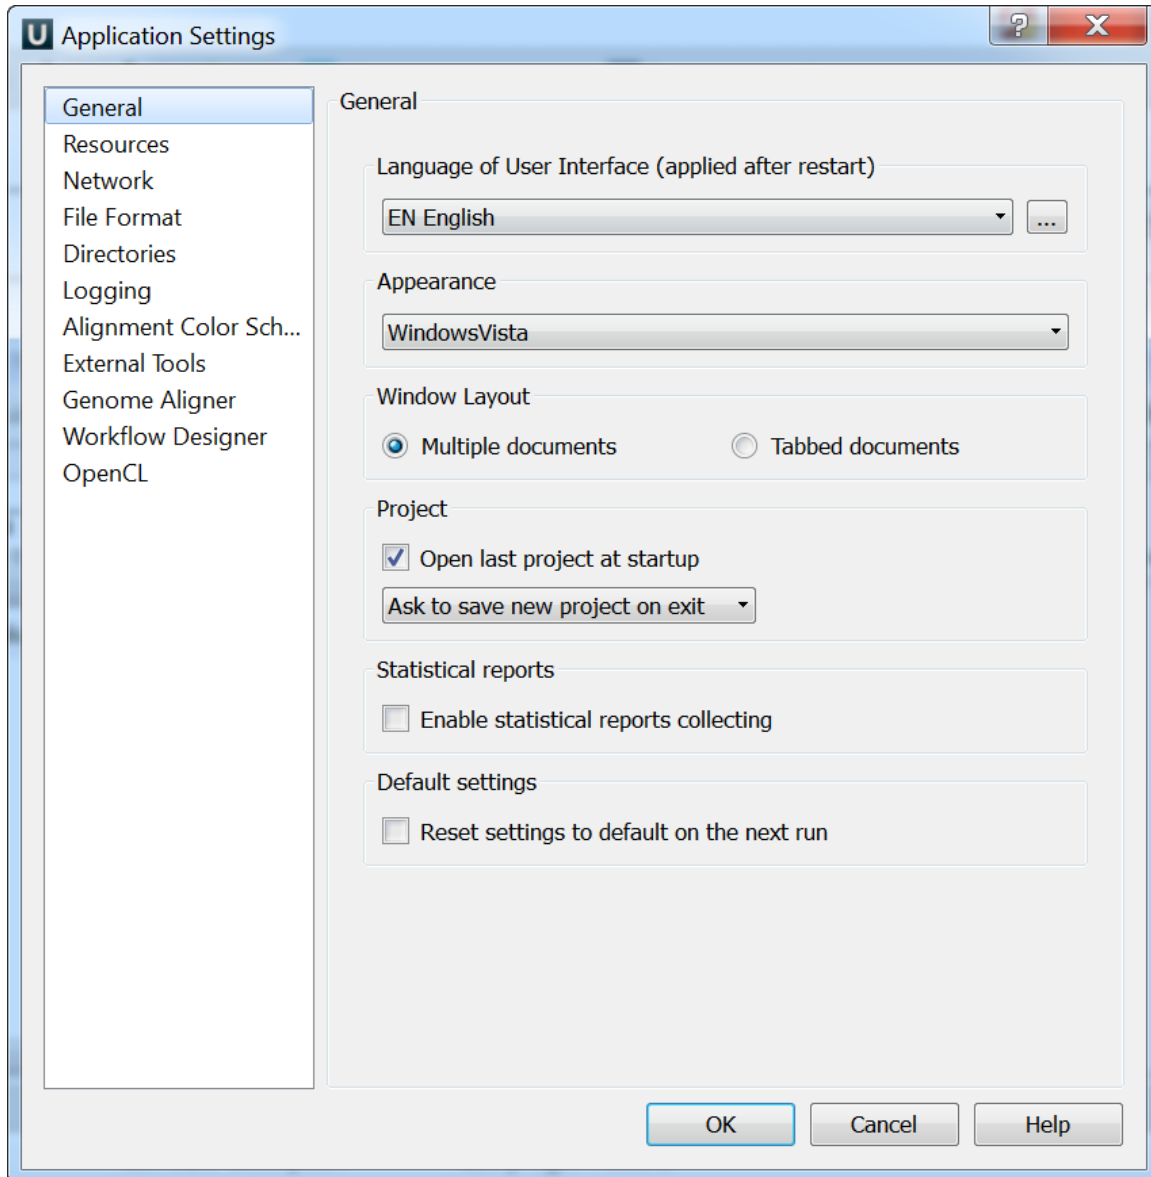 U Application Settings
?
X
General
Resources
Network
File Format
Directories
Logging
Alignment Color Sch...
External Tools
Genome Aligner
Workflow Designer
OpenCL
General
Language of User Interface (applied after restart)
EN English
...
Appearance
WindowsVista
Window Layout
Multiple documents
Tabbed documents
Project
Open last project at startup
Ask to save new project on exit
Statistical reports
Enable statistical reports collecting
Default settings
Reset settings to default on the next run
OK
Cancel
Help